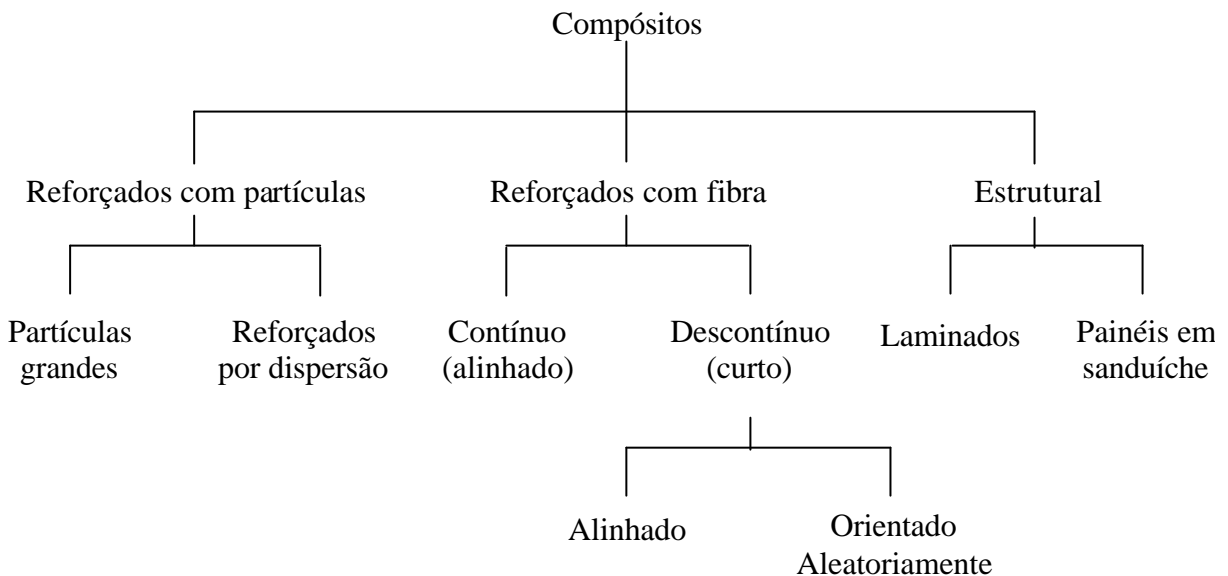 Compósitos
Reforçados com partículas
Reforçados com fibra
Estrutural
Partículas
grandes
Reforçados
por dispersão
Contínuo
(alinhado)
Descontínuo
(curto)
Laminados
Painéis em
sanduíche
Alinhado
Orientado
Aleatoriamente